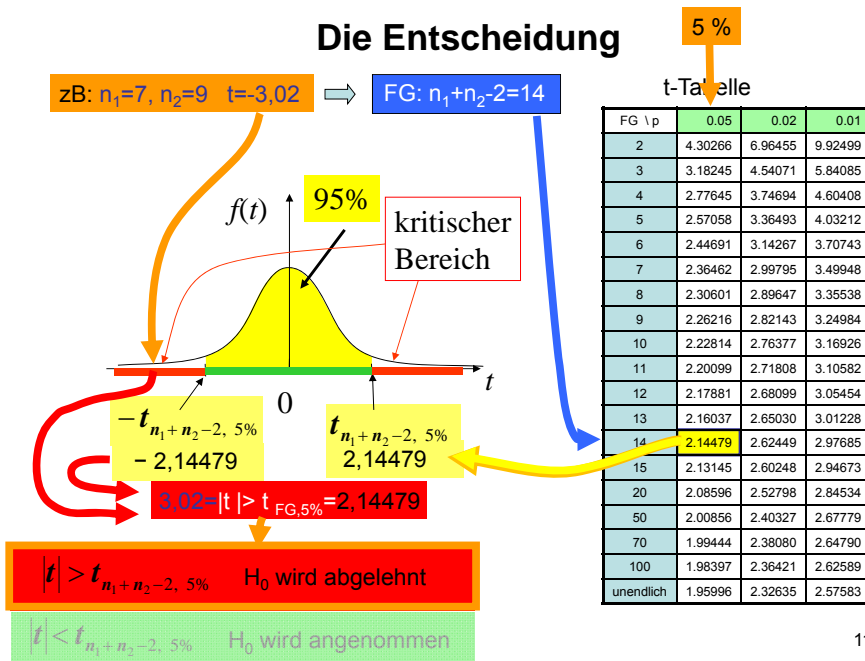 Die Entscheidung
5 %
zB: n₁=7, n₂=9 t=-3,02
FG: n₁+n₂-2=14
t-Tabelle
FG \ p 0.05 0.02 0.01
2 4.30266 6.96455 9.92499
3 3.18245 4.54071 5.84085
4 2.77645 3.74694 4.60408
5 2.57058 3.36493 4.03212
6 2.44691 3.14267 3.70743
7 2.36462 2.99795 3.49948
8 2.30601 2.89647 3.35538
9 2.26216 2.82143 3.24984
10 2.22814 2.76377 3.16926
11 2.20099 2.71808 3.10582
12 2.17881 2.68099 3.05454
13 2.16037 2.65030 3.01228
14 2.14479 2.62449 2.97685
15 2.13145 2.60248 2.94673
20 2.08596 2.52798 2.84534
50 2.00856 2.40327 2.67779
70 1.99444 2.38080 2.64790
100 1.98397 2.36421 2.62589
unendlich 1.95996 2.32635 2.57583
f(t)
95%
kritischer
Bereich
t
0
−t n₁+n₂−2, 5%
− 2,14479
t n₁+n₂−2, 5%
2,14479
3,02=|t |> t FG,5%=2,14479
|t| > t n₁+n₂−2, 5% H₀ wird abgelehnt
|t| < t n₁+n₂−2, 5% H₀ wird angenommen